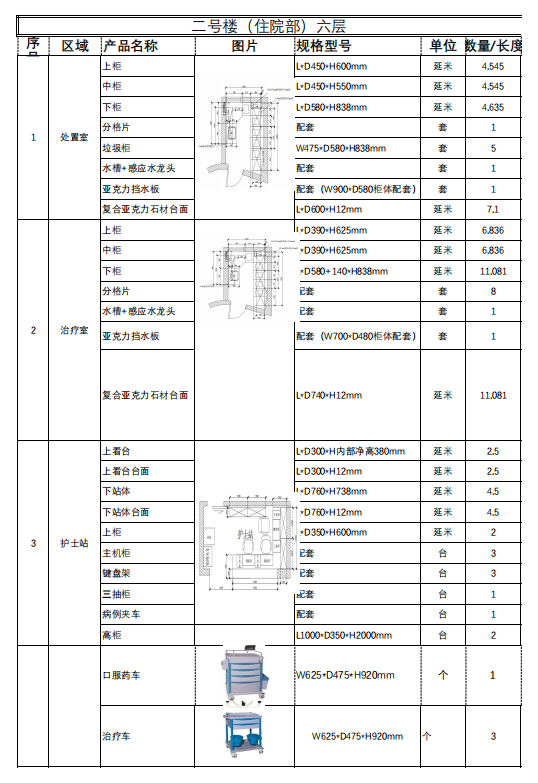 二号楼（住院部）六层
序号 区域 产品名称 图片 规格型号 单位 数量/长度
1 处置室
上柜 L*D450*H600mm 延米 4.545
中柜 L*D450*H550mm 延米 4.545
下柜 L*D580*H838mm 延米 4.635
分格片 配套 套 1
垃圾柜 W475*D580*H838mm 套 5
水槽+感应水龙头 配套 套 1
亚克力挡水板 配套（W900*D580柜体配套） 套 1
复合亚克力石材台面 L*D600*H12mm 延米 7.1
2 治疗室
上柜 L*D390*H625mm 延米 6.836
中柜 *D390*H625mm 延米 6.836
下柜 *D580+140*H838mm 延米 11.081
分格片 配套 套 8
水槽+感应水龙头 配套 套 1
亚克力挡水板 配套（W700*D480柜体配套） 套 1
复合亚克力石材台面 L*D740*H12mm 延米 11.081
3 护士站
上看台 L*D300*H内部净高380mm 延米 2.5
上看台台面 L*D300*H12mm 延米 2.5
下站体 *D760*H738mm 延米 4.5
下站体台面 *D760*H12mm 延米 4.5
上柜 *D350*H600mm 延米 2
主机柜 配套 台 3
键盘架 配套 台 3
三抽柜 配套 台 1
病例夹车 配套 台 1
高柜 L1000*D350*H2000mm 台 2
护士站
口服药车 W625*D475*H920mm 个 1
治疗车 W625*D475*H920mm 个 3